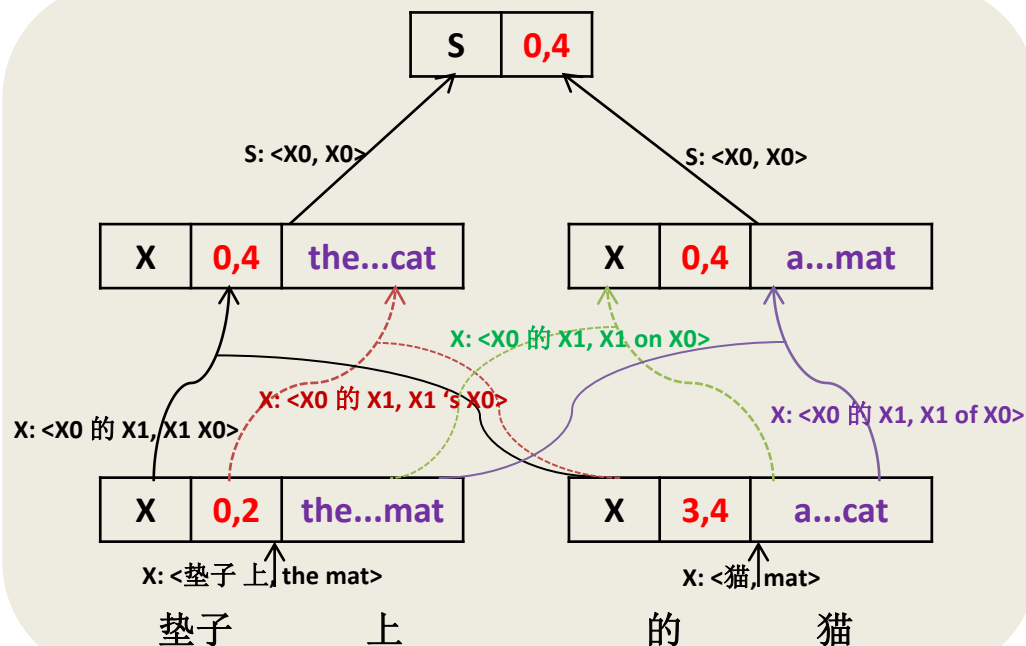 S 0,4
S: <X0, X0> S: <X0, X0>
X 0,4 the...cat X 0,4 a...mat
X: <X0 的 X1, X1 on X0>
X: <X0 的 X1, X1 ‘s X0>
X: <X0 的 X1, X1 of X0>
X: <X0 的 X1, X1 X0>
X 0,2 the...mat X 3,4 a...cat
X: <垫子 上, the mat> X: <猫, mat>
垫子 上 的 猫